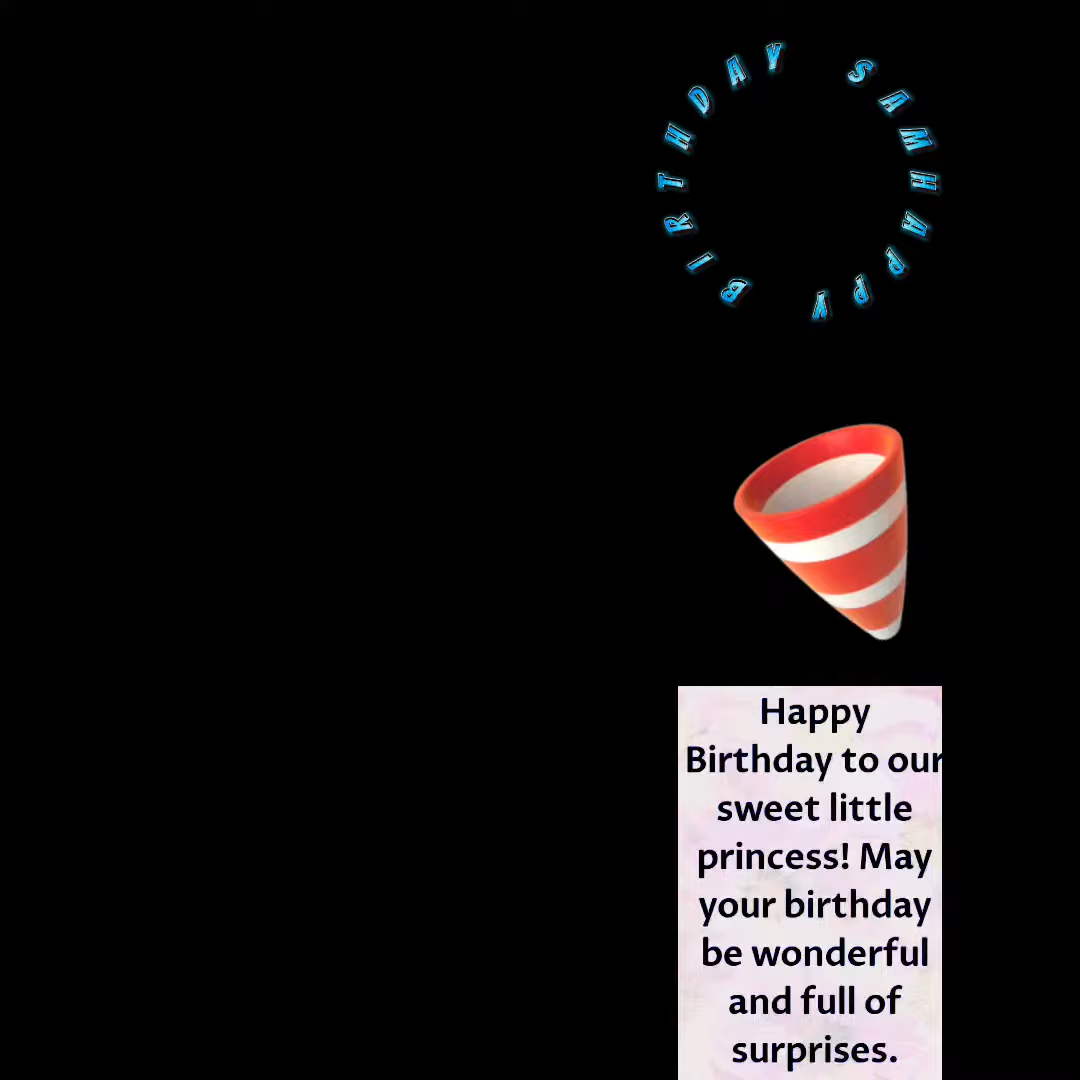 HAPPY BIRTHDAY SAM
Happy
Birthday to our
sweet little
princess! May
your birthday
be wonderful
and full of
surprises.